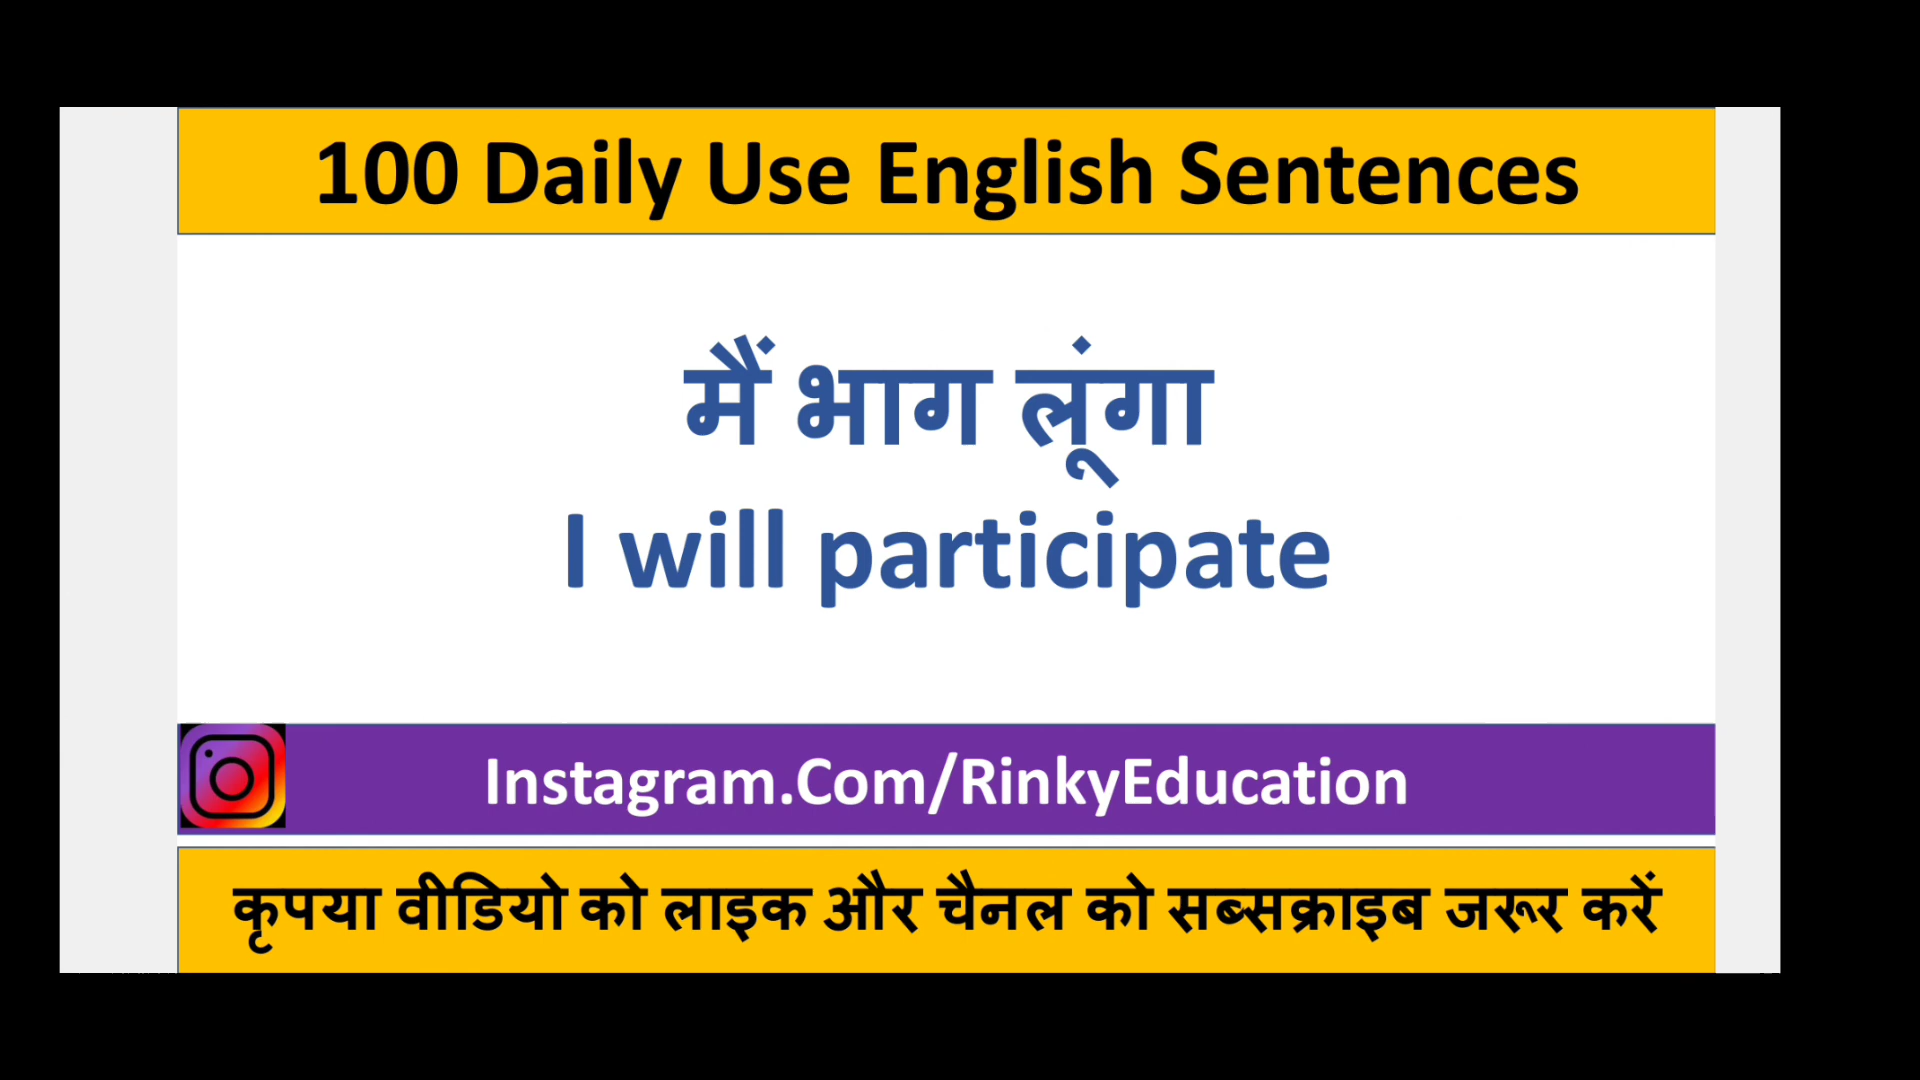 100 Daily Use English Sentences
मैं भाग लूंगा
I will participate
Instagram.Com/RinkyEducation
कृपया वीडियो को लाइक और चैनल को सब्सक्राइब जरूर करें